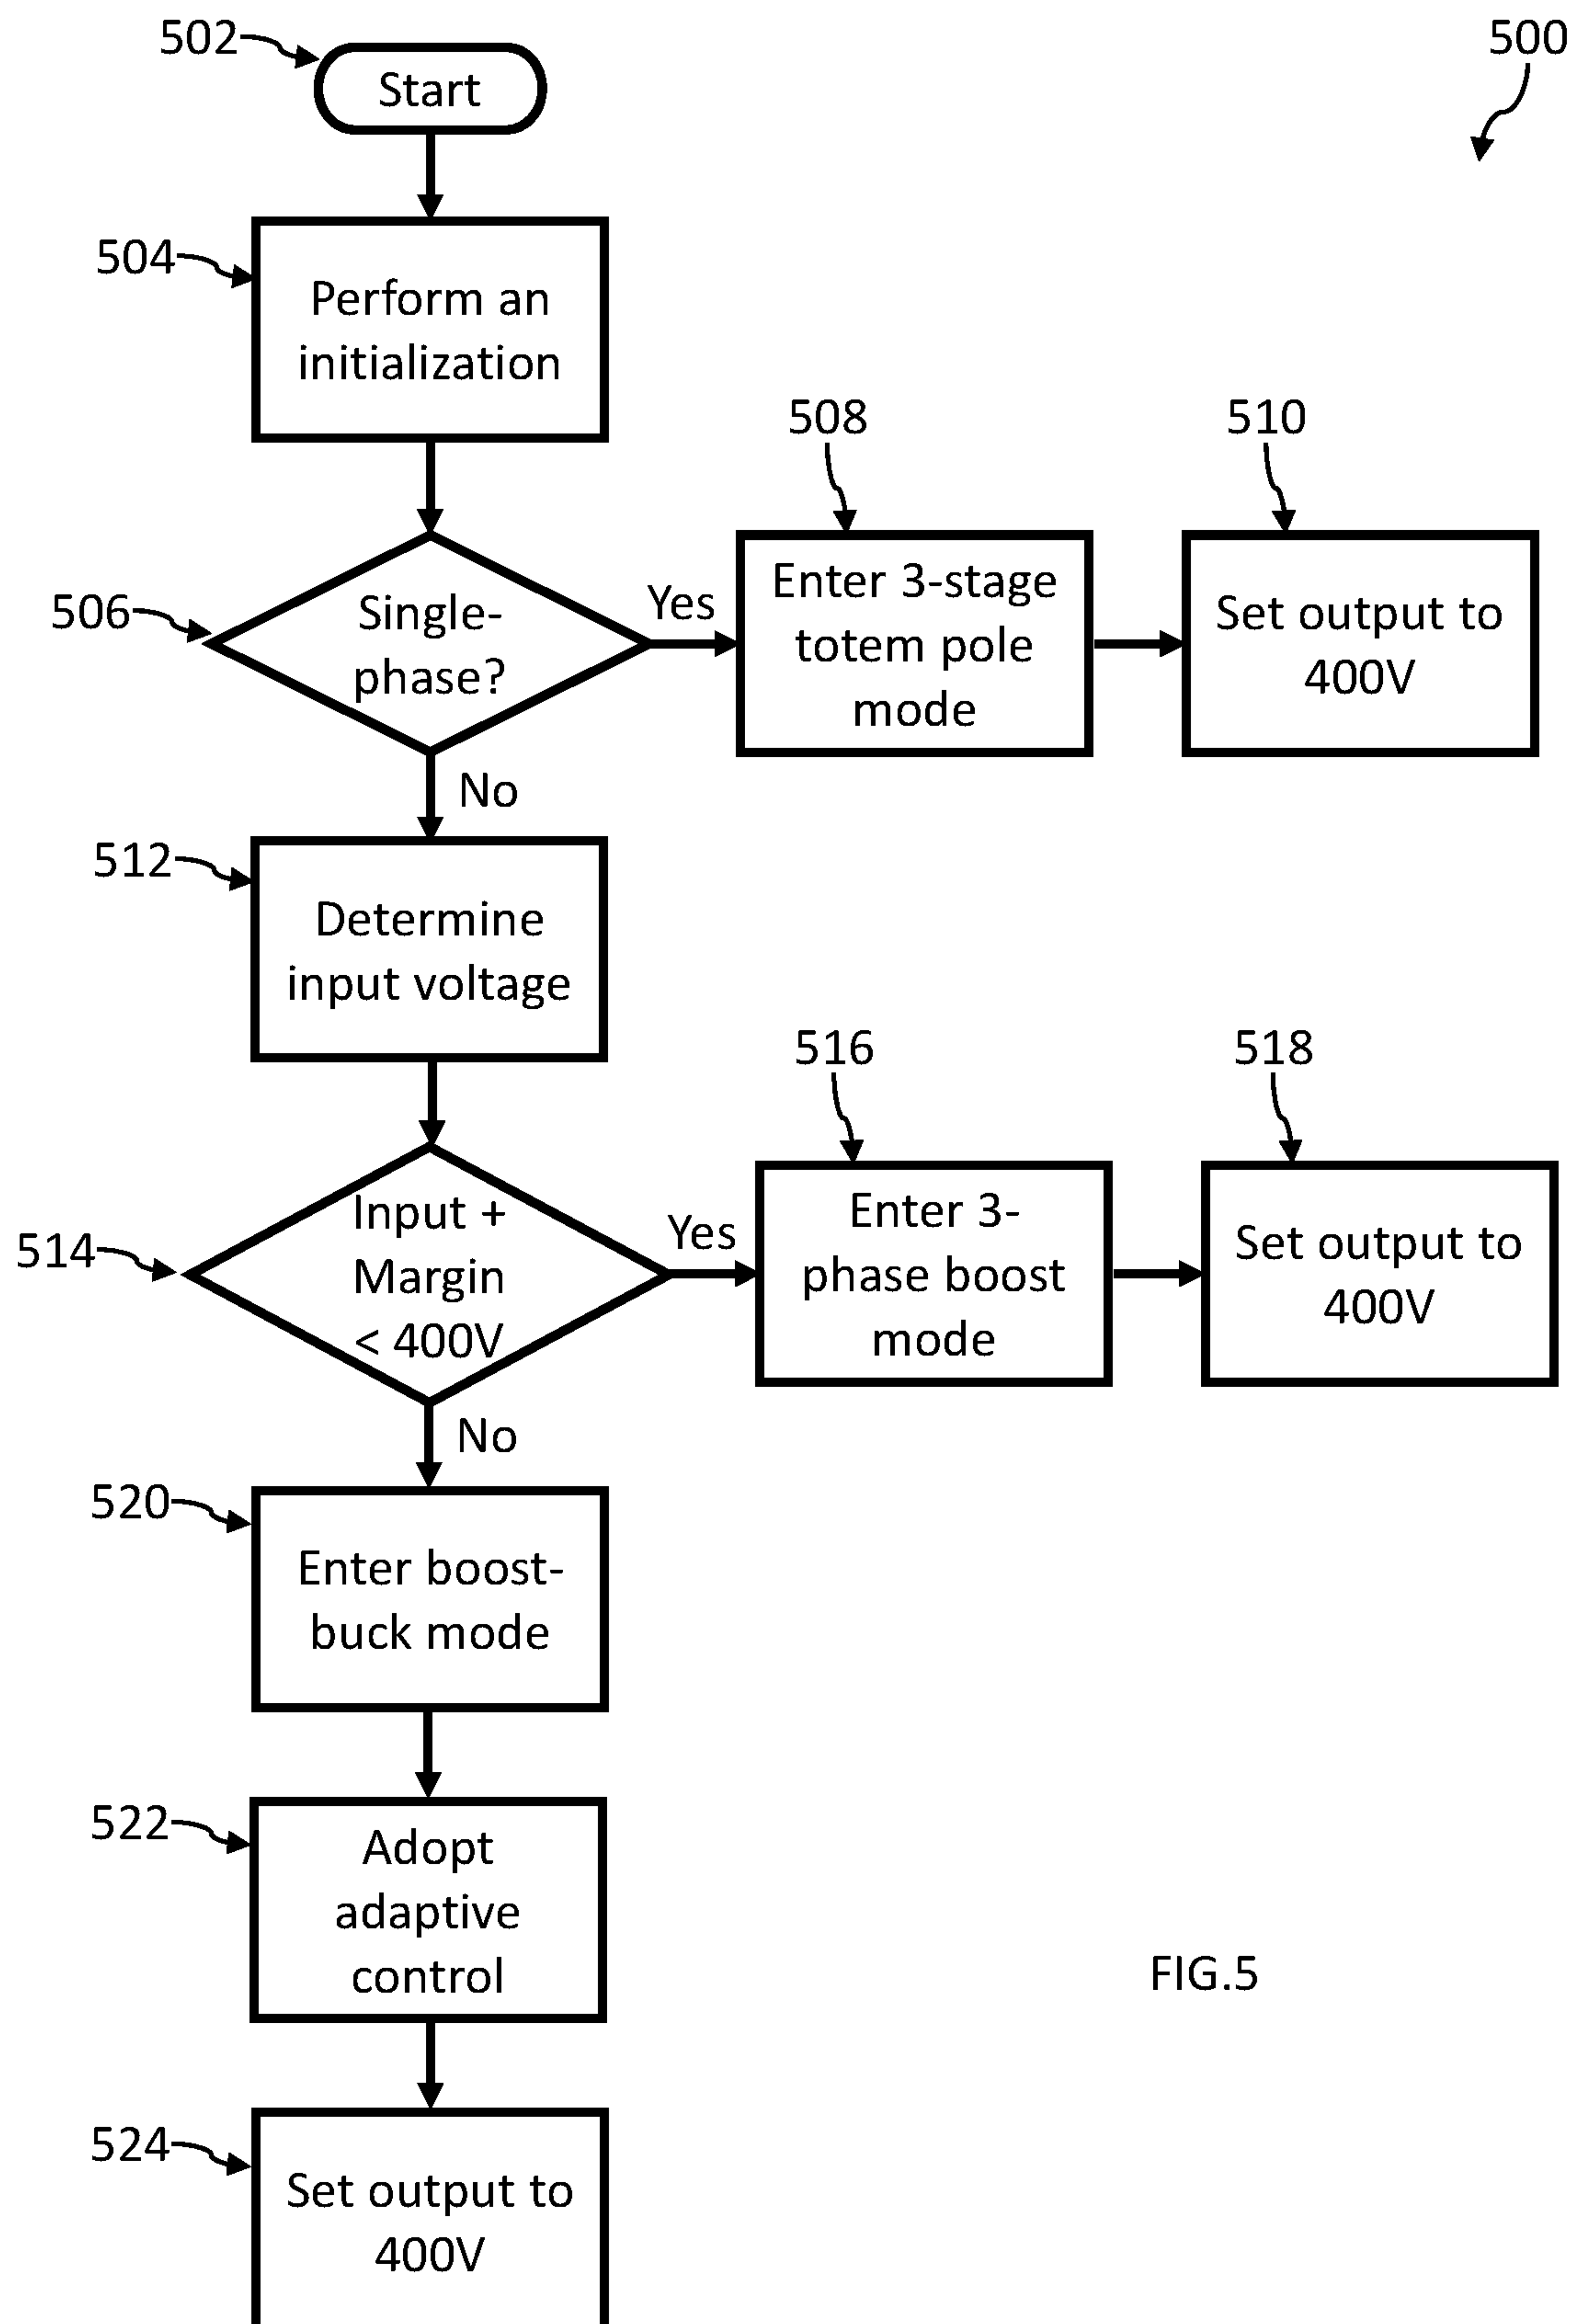 502
Start
500
504
Perform an
initialization
506
Single-
phase?
Yes
508
Enter 3-stage
totem pole
mode
510
Set output to
400V
No
512
Determine
input voltage
514
Input +
Margin
< 400V
Yes
516
Enter 3-
phase boost
mode
518
Set output to
400V
No
520
Enter boost-
buck mode
522
Adopt
adaptive
control
524
Set output to
400V
FIG.5